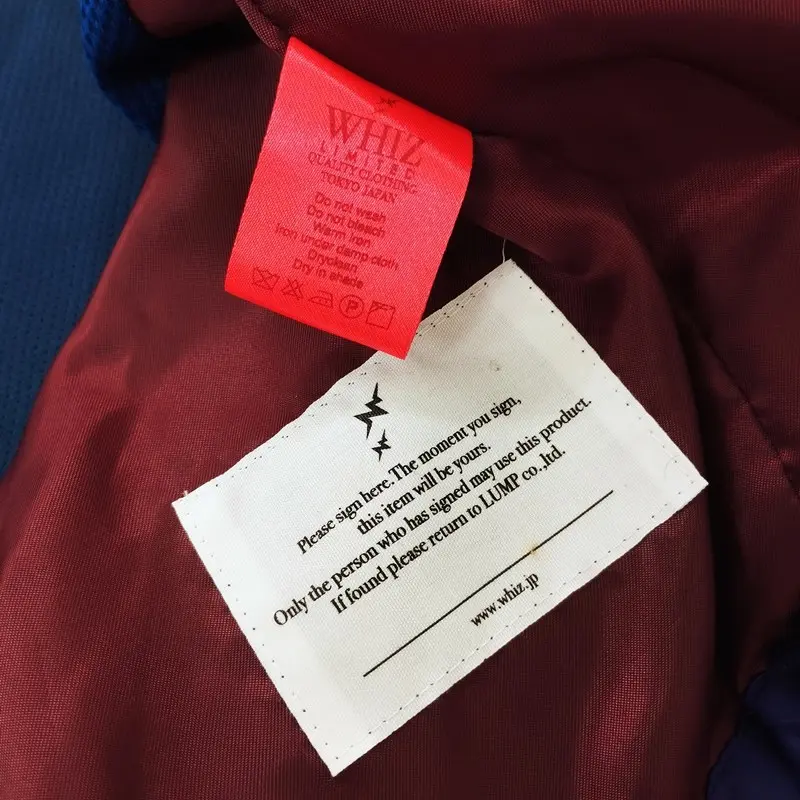 WHIZ
LIMITED
QUALITY CLOTHING
TOKYO JAPAN
Do not wash
Do not bleach
Warm iron
Iron under damp cloth
Dryclean
Dry in shade
P
Please sign here.The moment you sign,
this item will be yours.
Only the person who has signed may use this product.
If found please return to LUMP co.,ltd.
www.whiz.jp